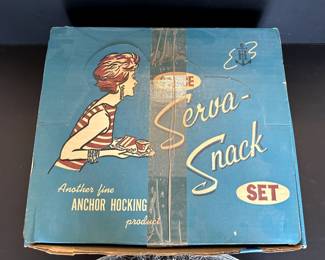 Serva-
Snack
SET
Another fine
ANCHOR HOCKING
product